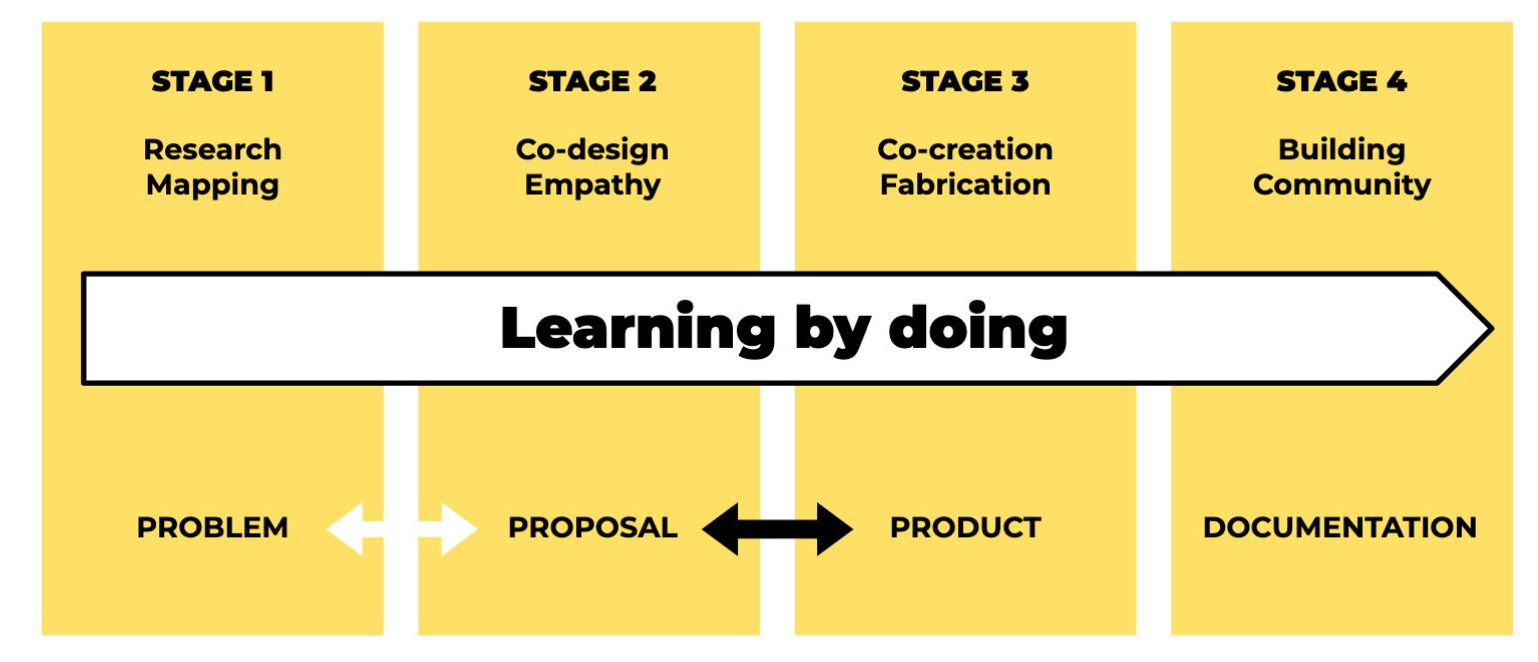 STAGE 1
Research
Mapping
STAGE 2
Co-design
Empathy
STAGE 3
Co-creation
Fabrication
STAGE 4
Building
Community
Learning by doing
PROBLEM
PROPOSAL
PRODUCT
DOCUMENTATION